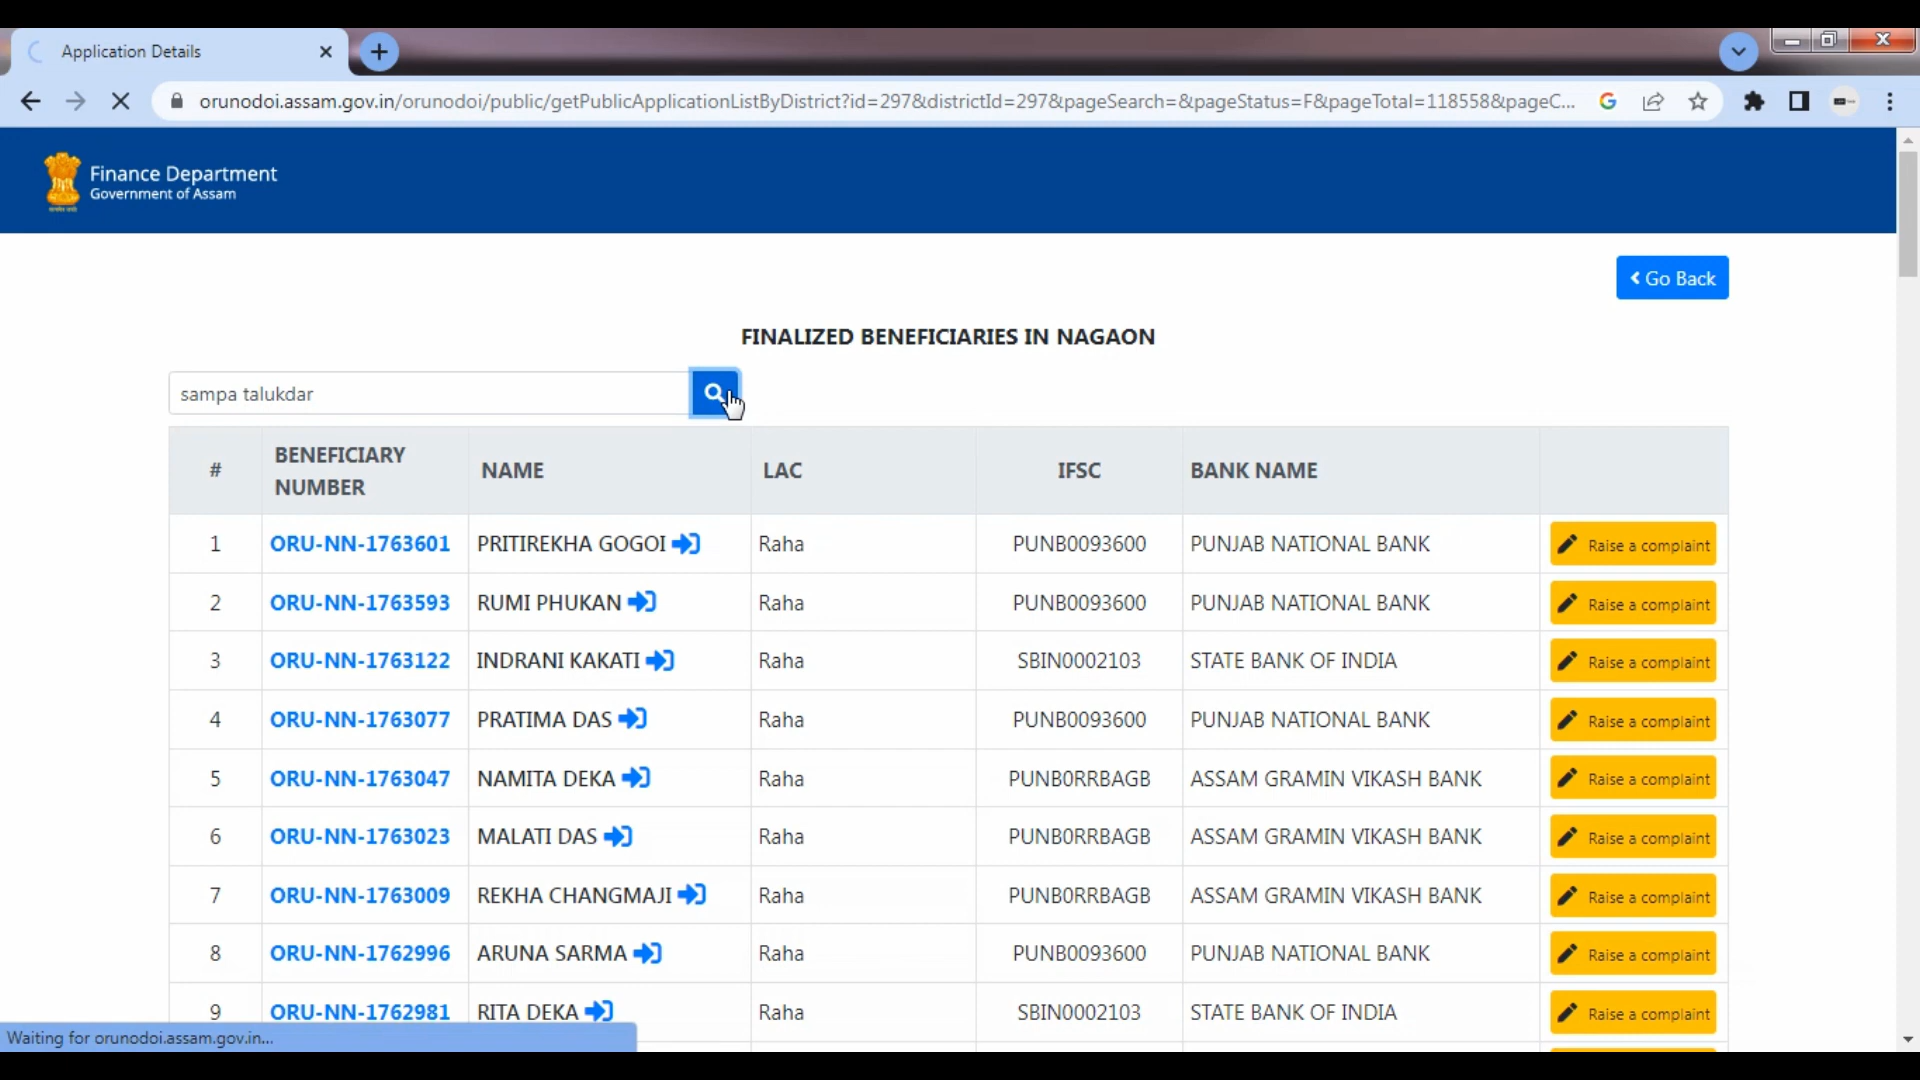 Application Details
orunodoi.assam.gov.in/orunodoi/public/getPublicApplicationListByDistrict?id=297&districtId=297&pageSearch=&pageStatus=F&pageTotal=118558&pageC...
Finance Department
Government of Assam
Go Back
FINALIZED BENEFICIARIES IN NAGAON
sampa talukdar
# BENEFICIARY NUMBER NAME LAC IFSC BANK NAME
1 ORU-NN-1763601 PRITIREKHA GOGOI Raha PUNB0093600 PUNJAB NATIONAL BANK Raise a complaint
2 ORU-NN-1763593 RUMI PHUKAN Raha PUNB0093600 PUNJAB NATIONAL BANK Raise a complaint
3 ORU-NN-1763122 INDRANI KAKATI Raha SBIN0002103 STATE BANK OF INDIA Raise a complaint
4 ORU-NN-1763077 PRATIMA DAS Raha PUNB0093600 PUNJAB NATIONAL BANK Raise a complaint
5 ORU-NN-1763047 NAMITA DEKA Raha PUNB0RRBAGB ASSAM GRAMIN VIKASH BANK Raise a complaint
6 ORU-NN-1763023 MALATI DAS Raha PUNB0RRBAGB ASSAM GRAMIN VIKASH BANK Raise a complaint
7 ORU-NN-1763009 REKHA CHANGMAJI Raha PUNB0RRBAGB ASSAM GRAMIN VIKASH BANK Raise a complaint
8 ORU-NN-1762996 ARUNA SARMA Raha PUNB0093600 PUNJAB NATIONAL BANK Raise a complaint
9 ORU-NN-1762981 RITA DEKA Raha SBIN0002103 STATE BANK OF INDIA Raise a complaint
Waiting for orunodoi.assam.gov.in...